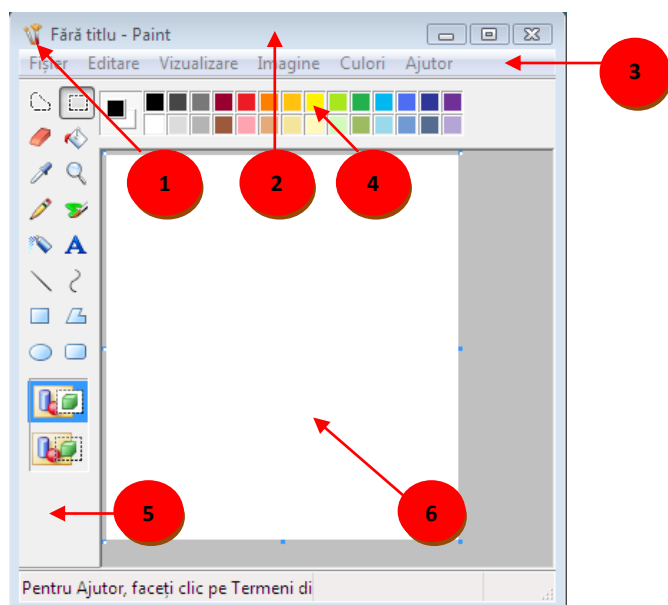 Fără titlu - Paint
Fișier Editare Vizualizare Imagine Culori Ajutor
3
1 2 4
A
5 6
Pentru Ajutor, faceți clic pe Termeni di